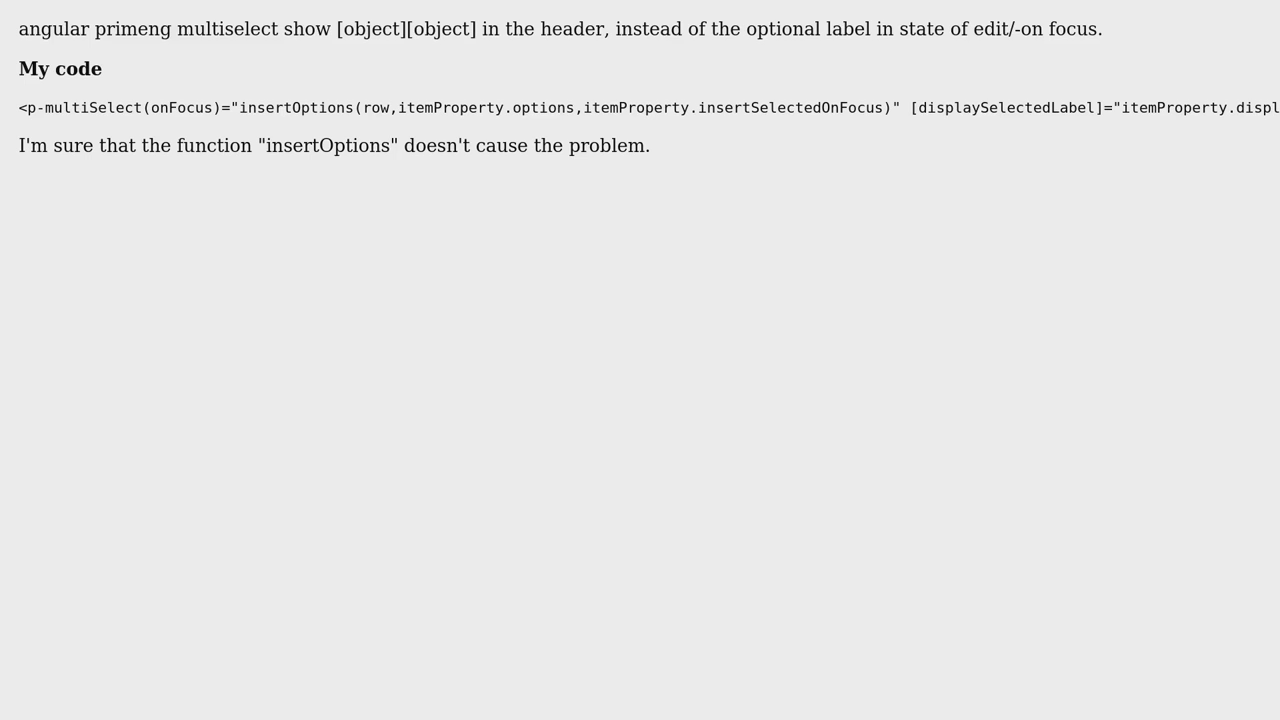 angular primeng multiselect show [object][object] in the header, instead of the optional label in state of edit/-on focus.
My code
<p-multiSelect(onFocus)="insertOptions(row,itemProperty.options,itemProperty.insertSelectedOnFocus)" [displaySelectedLabel]="itemProperty.displ
I'm sure that the function "insertOptions" doesn't cause the problem.